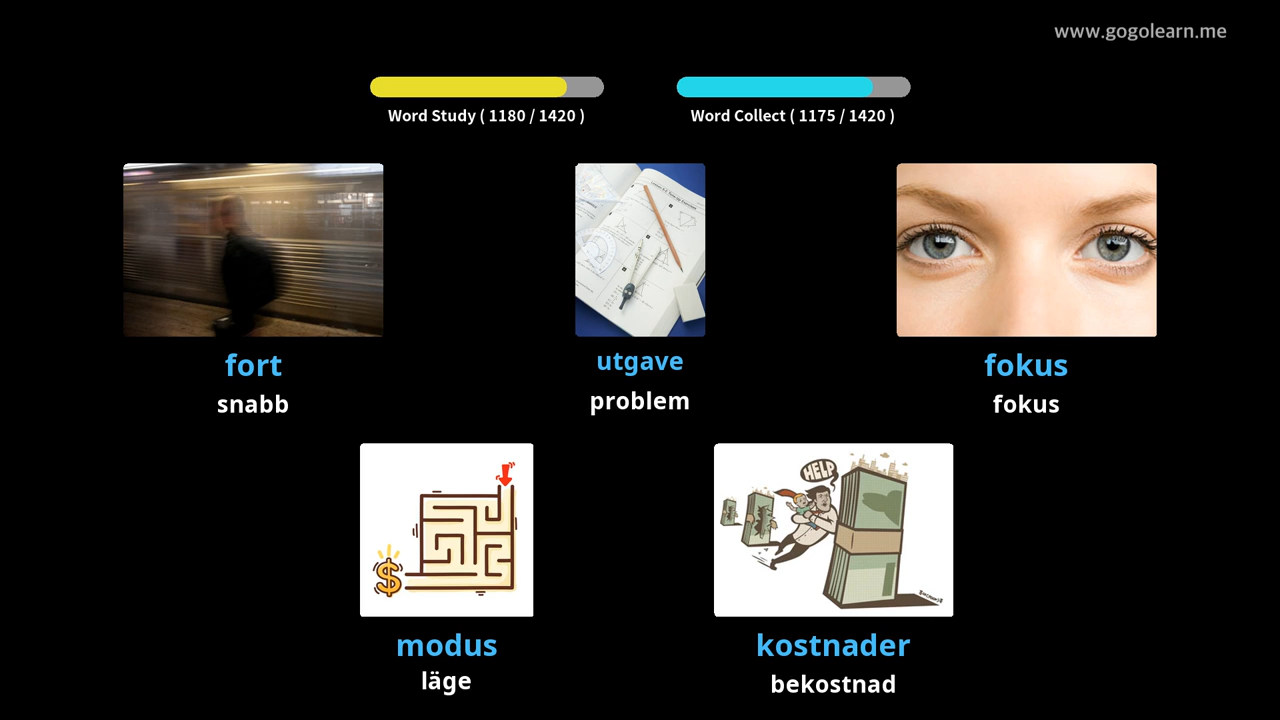 www.gogolearn.me
Word Study ( 1180 / 1420 )
Word Collect ( 1175 / 1420 )
fort
snabb
utgave
problem
fokus
fokus
HELP
modus
läge
kostnader
bekostnad